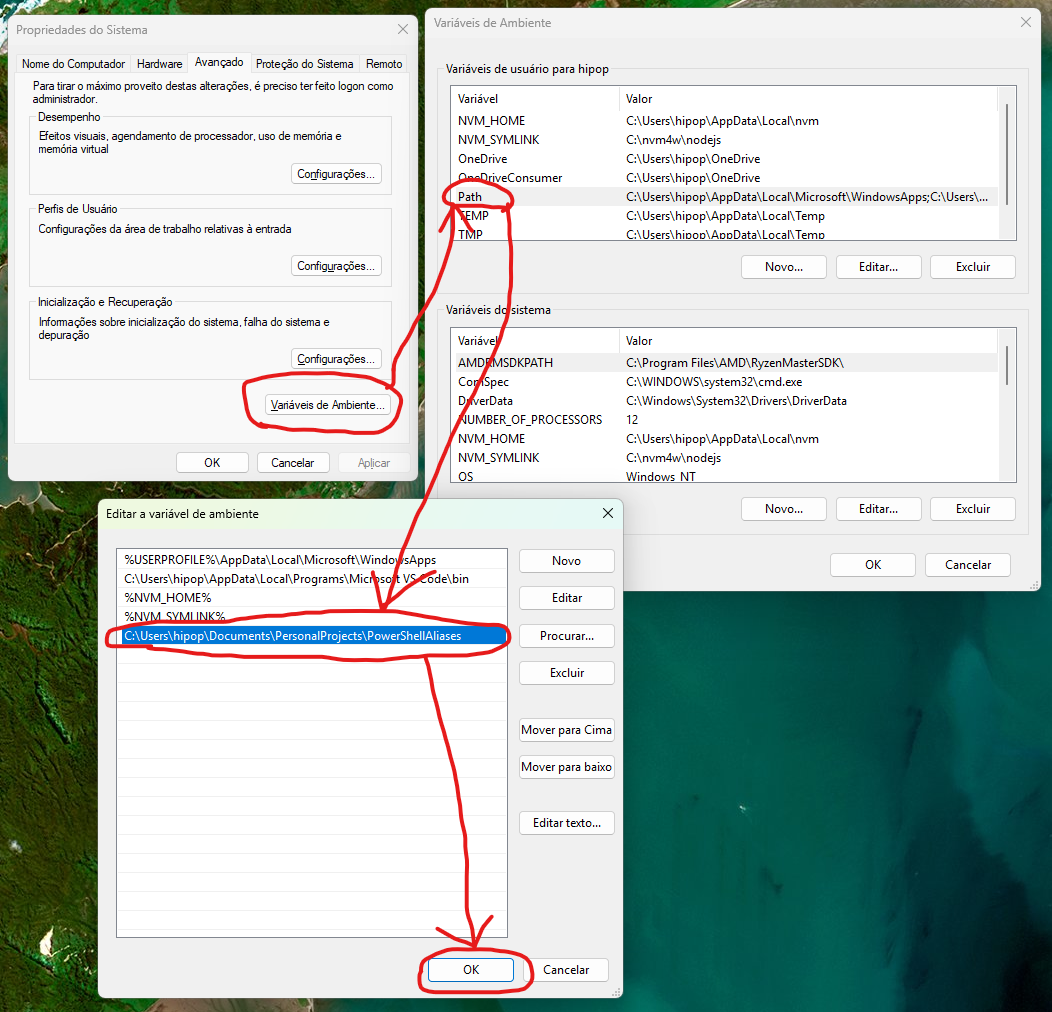 Propriedades do Sistema
Nome do Computador Hardware Avançado Proteção do Sistema Remoto
Para tirar o máximo proveito destas alterações, é preciso ter feito logon como
administrador.
Desempenho
Efeitos visuais, agendamento de processador, uso de memória e
memória virtual
Configurações...
Perfis de Usuário
Configurações da área de trabalho relativas à entrada
Configurações...
Inicialização e Recuperação
Informações sobre inicialização do sistema, falha do sistema e
depuração
Configurações...
Variáveis de Ambiente...
OK Cancelar Aplicar
Variáveis de Ambiente
Variáveis de usuário para hipop
Variável Valor
NVM_HOME C:\Users\hipop\AppData\Local\nvm
NVM_SYMLINK C:\nvm4w\nodejs
OneDrive C:\Users\hipop\OneDrive
OneDriveConsumer C:\Users\hipop\OneDrive
Path C:\Users\hipop\AppData\Local\Microsoft\WindowsApps;C:\Users\...
TEMP C:\Users\hipop\AppData\Local\Temp
TMP C:\Users\hipop\AppData\Local\Temp
Novo... Editar... Excluir
Variáveis do sistema
Variável Valor
AMDRMSDKPATH C:\Program Files\AMD\RyzenMasterSDK\
ComSpec C:\WINDOWS\system32\cmd.exe
DriverData C:\Windows\System32\Drivers\DriverData
NUMBER_OF_PROCESSORS 12
NVM_HOME C:\Users\hipop\AppData\Local\nvm
NVM_SYMLINK C:\nvm4w\nodejs
OS Windows_NT
Novo... Editar... Excluir
OK Cancelar
Editar a variável de ambiente
%USERPROFILE%\AppData\Local\Microsoft\WindowsApps
C:\Users\hipop\AppData\Local\Programs\Microsoft VS Code\bin
%NVM_HOME%
%NVM_SYMLINK%
C:\Users\hipop\Documents\PersonalProjects\PowerShellAliases
Novo
Editar
Procurar...
Excluir
Mover para Cima
Mover para baixo
Editar texto...
OK Cancelar